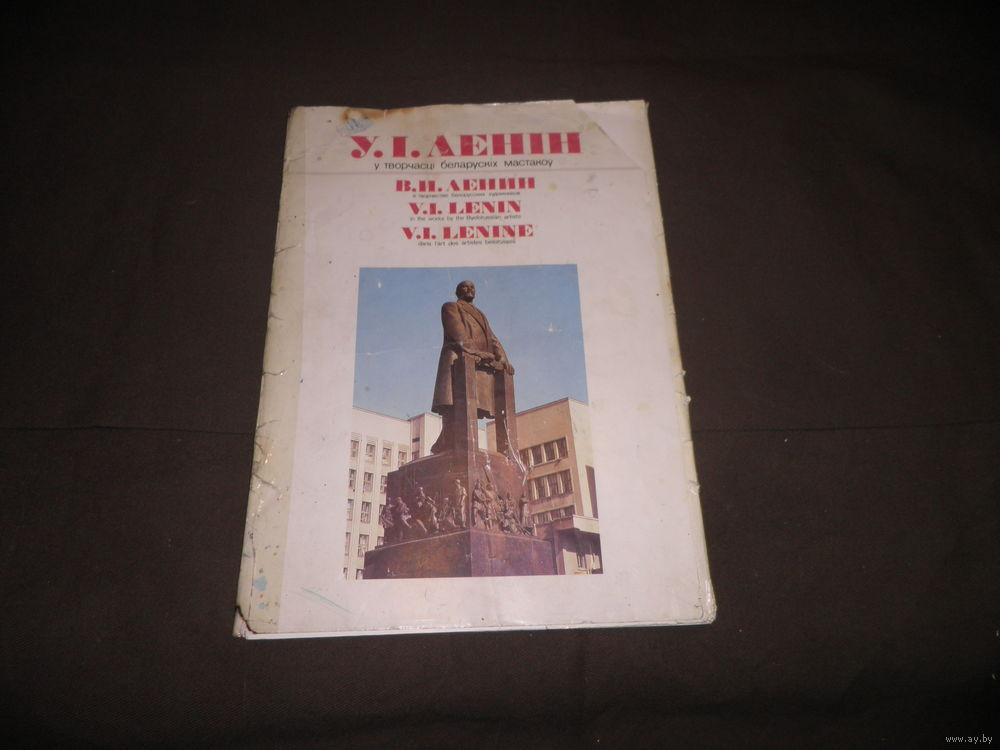 У. І. ЛЕНІН
у творчасці беларускіх мастакоў
В. И. ЛЕНИН
в творчестве белорусских художников
V. I. LENIN
in the works by the Byelorussian artists
V. I. LENINE
dans l'art des artistes belorusses
www.ay.by